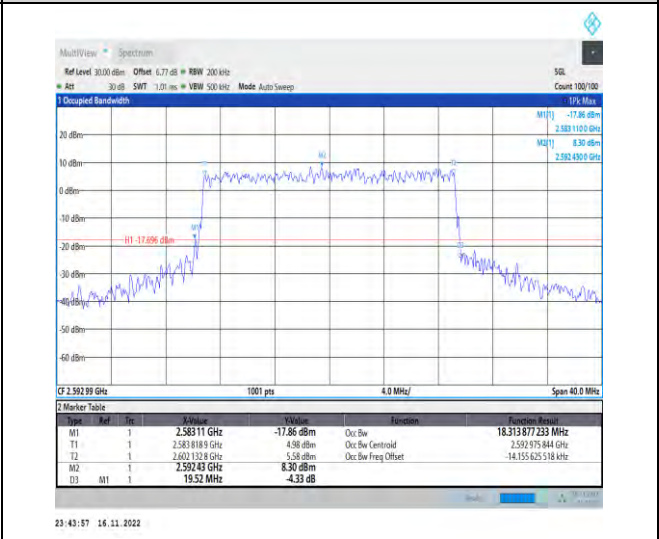 MultiView Spectrum
Ref Level 30.00 dBm Offset 6.77 dB RBW 200 kHz SGL
Att 30 dB SWT 1.01 ms VBW 500 kHz Mode Auto Sweep Count 100/100
1 Occupied Bandwidth 1Pk Max
M1[1] -17.86 dBm
2.583 1100 GHz
M2[1] 8.30 dBm
2.592 4300 GHz
20 dBm
M2
10 dBm
T2
0 dBm
-10 dBm
M1
H1 -17.696 dBm
-20 dBm
-30 dBm
-40 dBm
-50 dBm
-60 dBm
CF 2.592 99 GHz 1001 pts 4.0 MHz/ Span 40.0 MHz
2 Marker Table
Type Ref Trc X-Value Y-Value Function Function Result
M1 1 2.583 11 GHz -17.86 dBm Occ Bw 18.313 877 233 MHz
T1 1 2.583 818 9 GHz 4.98 dBm Occ Bw Centroid 2.592 975 844 GHz
T2 1 2.602 132 8 GHz 5.58 dBm Occ Bw Freq Offset -14.155 625 518 kHz
M2 1 2.592 43 GHz 8.30 dBm
D3 M1 1 19.52 MHz -4.33 dB
23:43:57 16.11.2022